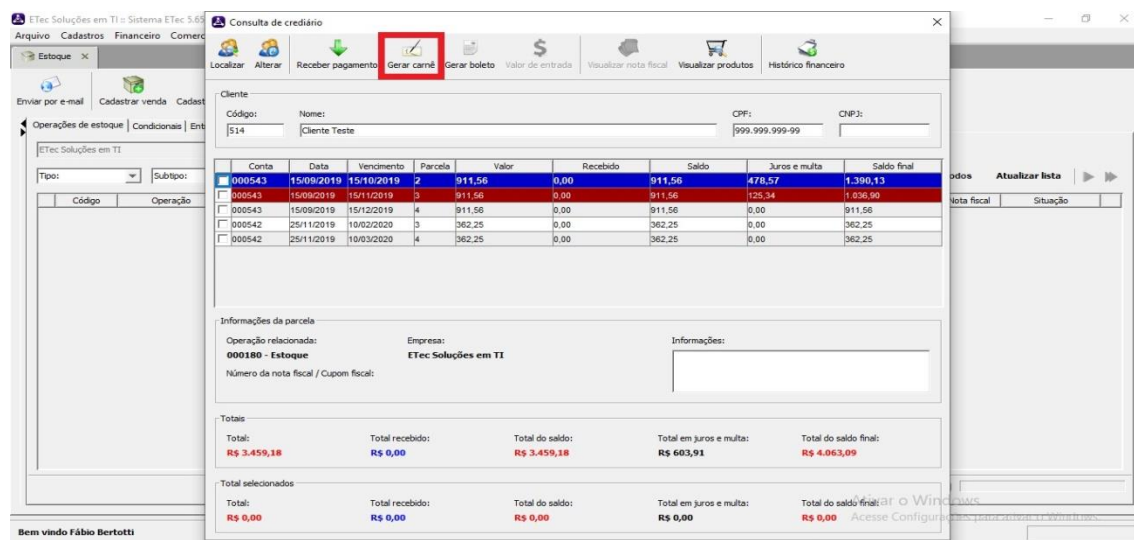 ETec Soluções em TI :: Sistema ETec 5.65
Consulta de crediário
Arquivo Cadastros Financeiro Comerc
Estoque
Localizar Alterar Receber pagamento Gerar carnê Gerar boleto Valor de entrada Visualizar nota fiscal Visualizar produtos Histórico financeiro
Enviar por e-mail Cadastrar venda Cadast
Cliente
Código: Nome: CPF: CNPJ:
514 Cliente Teste 999.999.999-99
Operações de estoque Condicionais Ent
ETec Soluções em TI
Tipo: Subtipo:
odos Atualizar lista
Código Operação
Nota fiscal Situação
Conta Data Vencimento Parcela Valor Recebido Saldo Juros e multa Saldo final
000543 15/09/2019 15/10/2019 2 911,56 0,00 911,56 478,57 1.390,13
000543 15/09/2019 15/11/2019 3 911,56 0,00 911,56 125,34 1.036,90
000543 15/09/2019 15/12/2019 4 911,56 0,00 911,56 0,00 911,56
000542 25/11/2019 10/02/2020 3 362,25 0,00 362,25 0,00 362,25
000542 25/11/2019 10/03/2020 4 362,25 0,00 362,25 0,00 362,25
Informações da parcela
Operação relacionada: Empresa: Informações:
000180 - Estoque ETec Soluções em TI
Número da nota fiscal / Cupom fiscal:
Totais
Total: Total recebido: Total do saldo: Total em juros e multa: Total do saldo final:
R$ 3.459,18 R$ 0,00 R$ 3.459,18 R$ 603,91 R$ 4.063,09
Total selecionados
Total: Total recebido: Total do saldo: Total em juros e multa: Total do saldo final:
R$ 0,00 R$ 0,00 R$ 0,00 R$ 0,00 R$ 0,00
Ativar o Windows
Acesse Configurações para ativar o Windows.
Bem vindo Fábio Bertotti